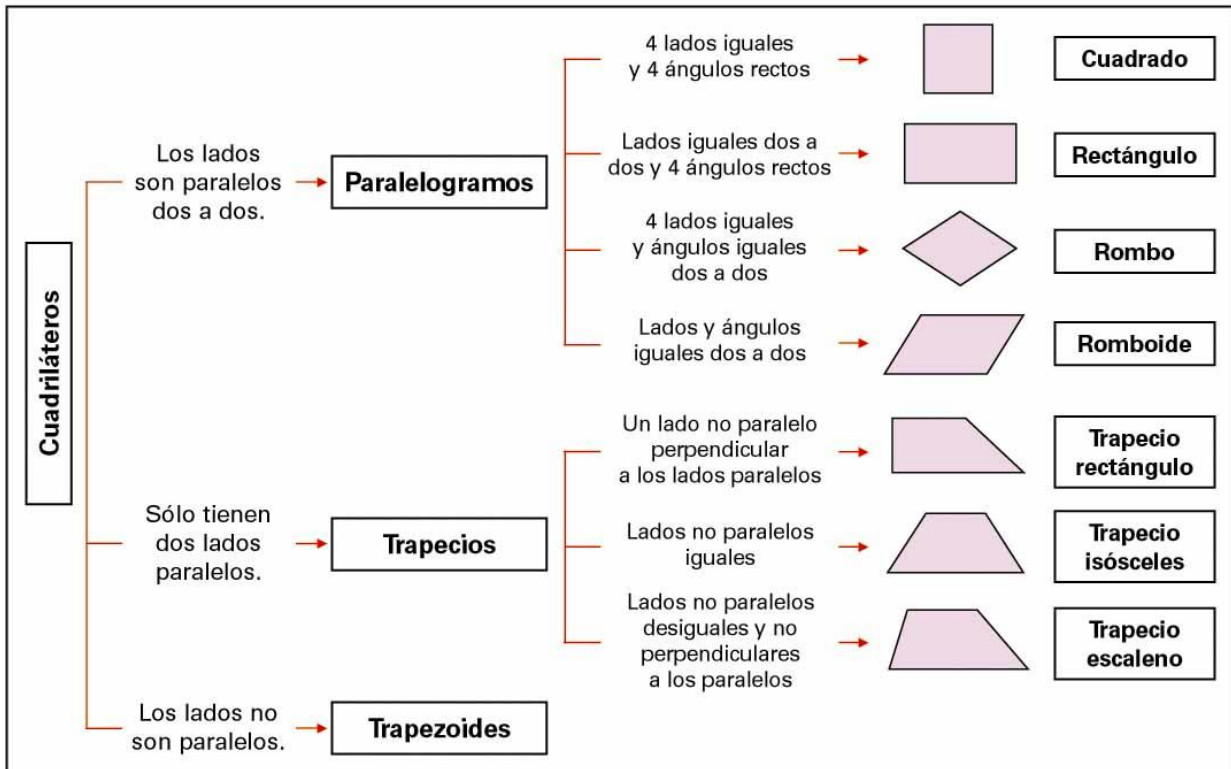 Cuadriláteros
Los lados
son paralelos
dos a dos.
Paralelogramos
4 lados iguales
y 4 ángulos rectos
Cuadrado
Lados iguales dos a
dos y 4 ángulos rectos
Rectángulo
4 lados iguales
y ángulos iguales
dos a dos
Rombo
Lados y ángulos
iguales dos a dos
Romboide
Sólo tienen
dos lados
paralelos.
Trapecios
Un lado no paralelo
perpendicular
a los lados paralelos
Trapecio
rectángulo
Lados no paralelos
iguales
Trapecio
isósceles
Lados no paralelos
desiguales y no
perpendiculares
a los paralelos
Trapecio
escaleno
Los lados no
son paralelos.
Trapezoides